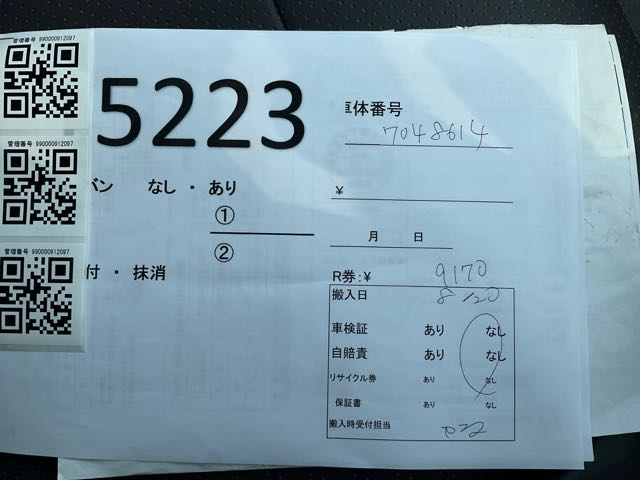 管理番号 990000912097
5223
車体番号
7048614
管理番号 990000912097
バン なし ・ あり
¥
①
②
月 日
管理番号 990000912097
付 ・ 抹消
R券:¥ 9170
搬入日 8/20
車検証 あり なし
自賠責 あり なし
リサイクル券 あり なし
保証書 あり なし
搬入時受付担当